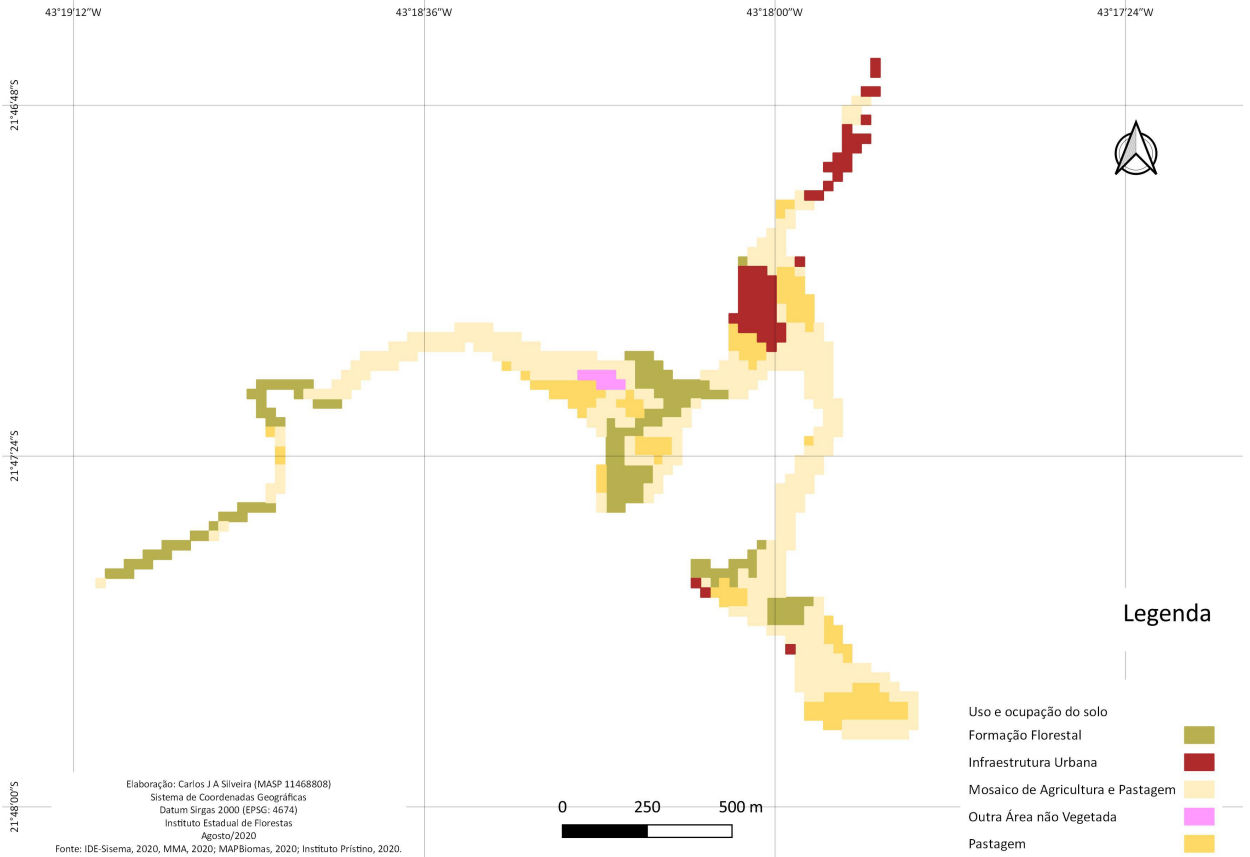 43°19'12''W
43°18'36''W
43°18'00''W
43°17'24''W
21°46'48''S
21°47'24''S
21°48'00''S
Legenda
Uso e ocupação do solo
Formação Florestal
Infraestrutura Urbana
Mosaico de Agricultura e Pastagem
Outra Área não Vegetada
Pastagem
Elaboração: Carlos J A Silveira (MASP 11468808)
Sistema de Coordenadas Geográficas
Datum Sirgas 2000 (EPSG: 4674)
Instituto Estadual de Florestas
Agosto/2020
Fonte: IDE-Sisema, 2020, MMA, 2020; MAPBiomas, 2020; Instituto Prístino, 2020.
0 250 500 m